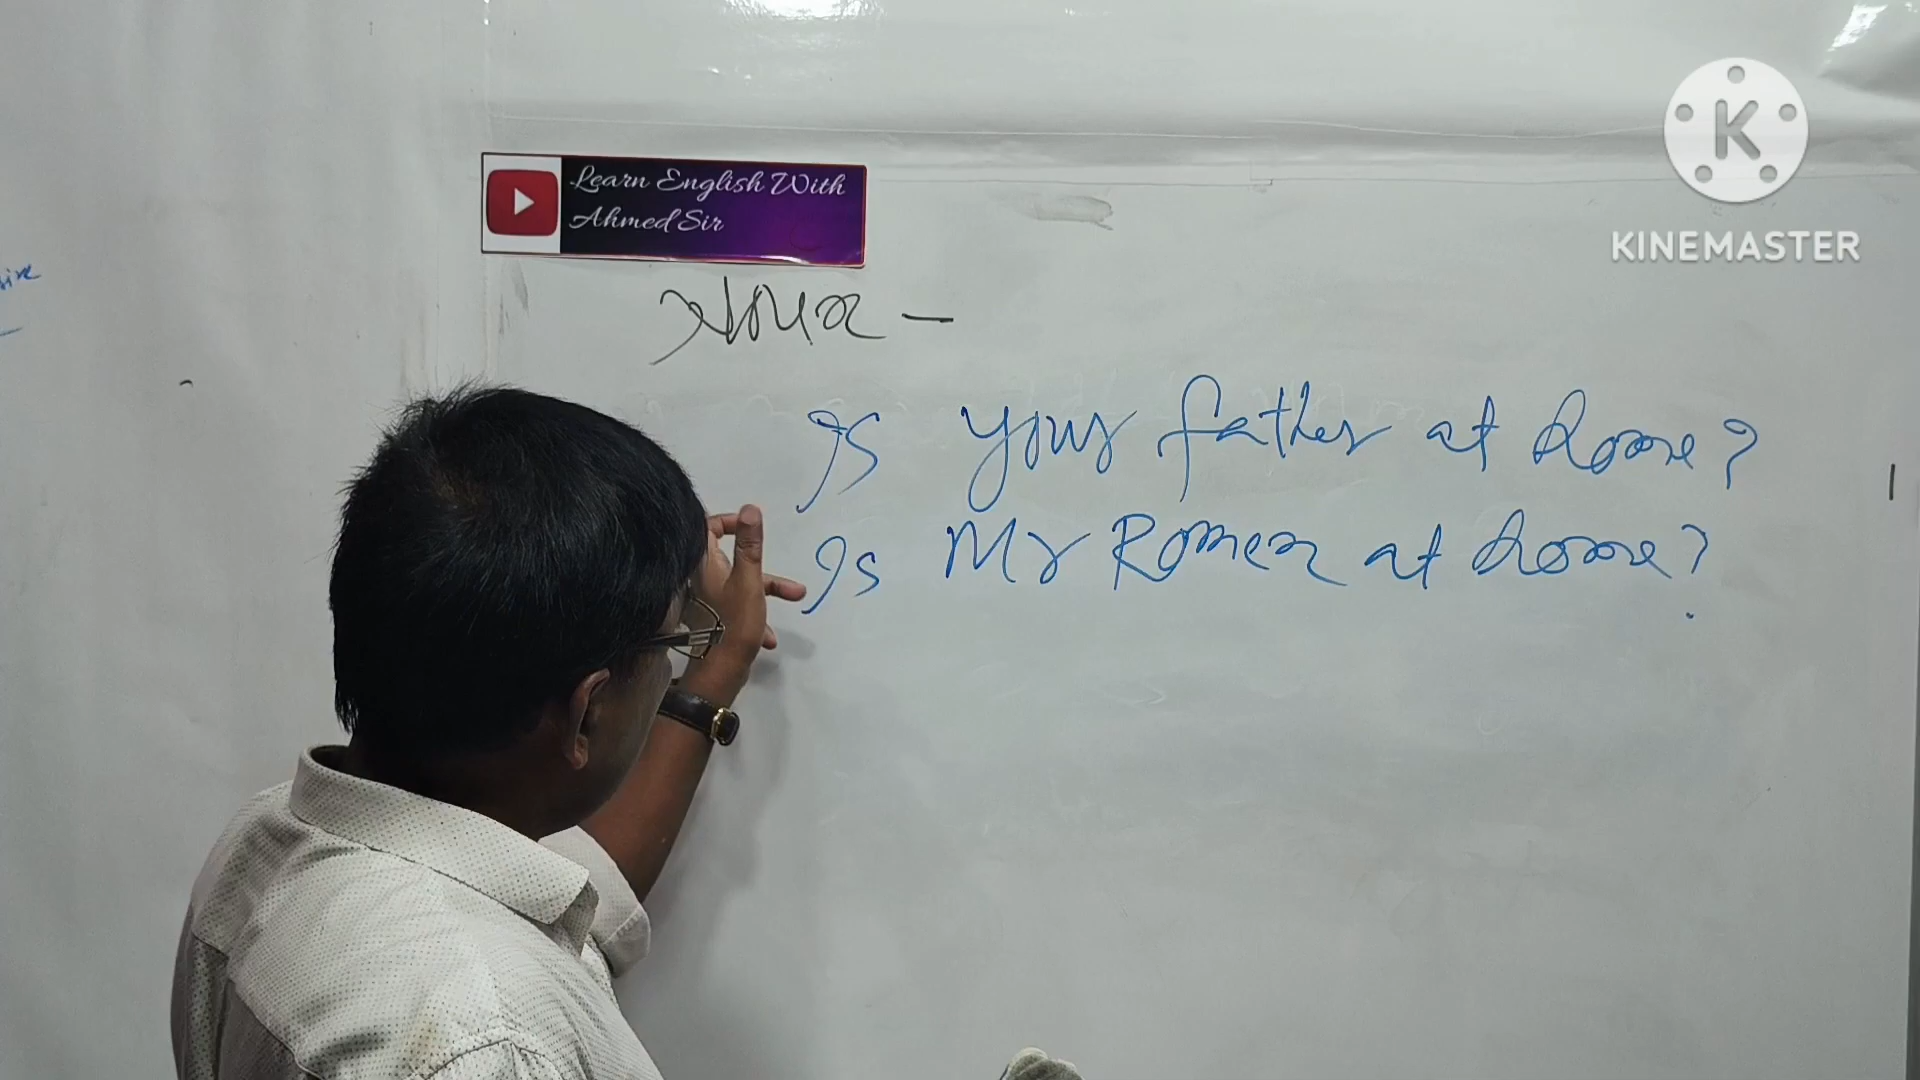 Learn English With
Ahmed Sir
K
KINEMASTER
Is your father at home?
Is Mr Romen at home?